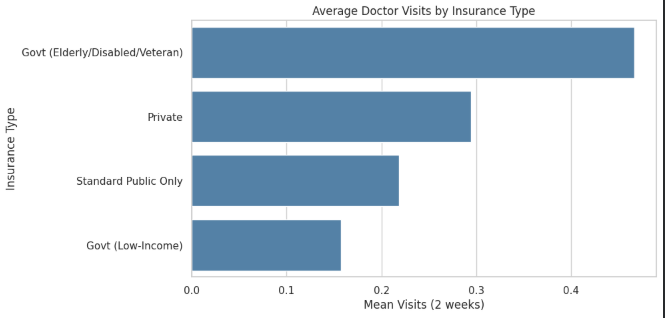 Average Doctor Visits by Insurance Type
Insurance Type
Govt (Elderly/Disabled/Veteran)
Private
Standard Public Only
Govt (Low-Income)
0.0 0.1 0.2 0.3 0.4
Mean Visits (2 weeks)